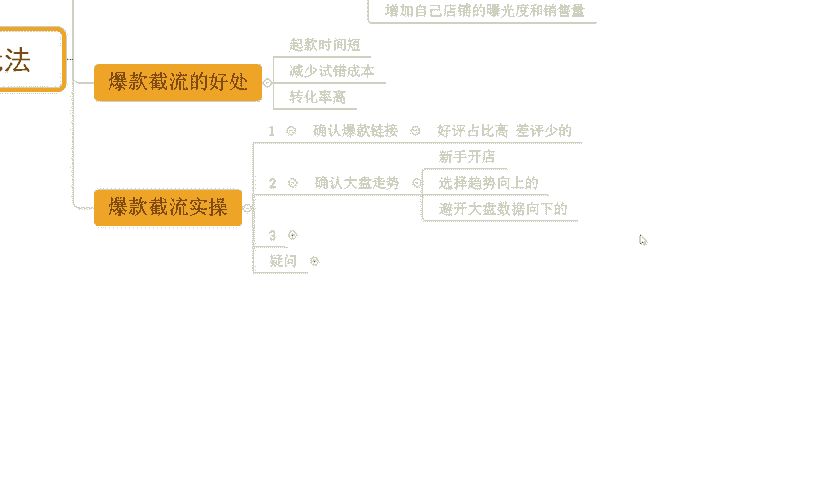 增加自己店铺的曝光度和销售量
法
起款时间短
减少试错成本
转化率高
爆款截流的好处
1 确认爆款链接 好评占比高 差评少的
新手开店
2 确认大盘走势 选择趋势向上的
避开大盘数据向下的
爆款截流实操
3
疑问